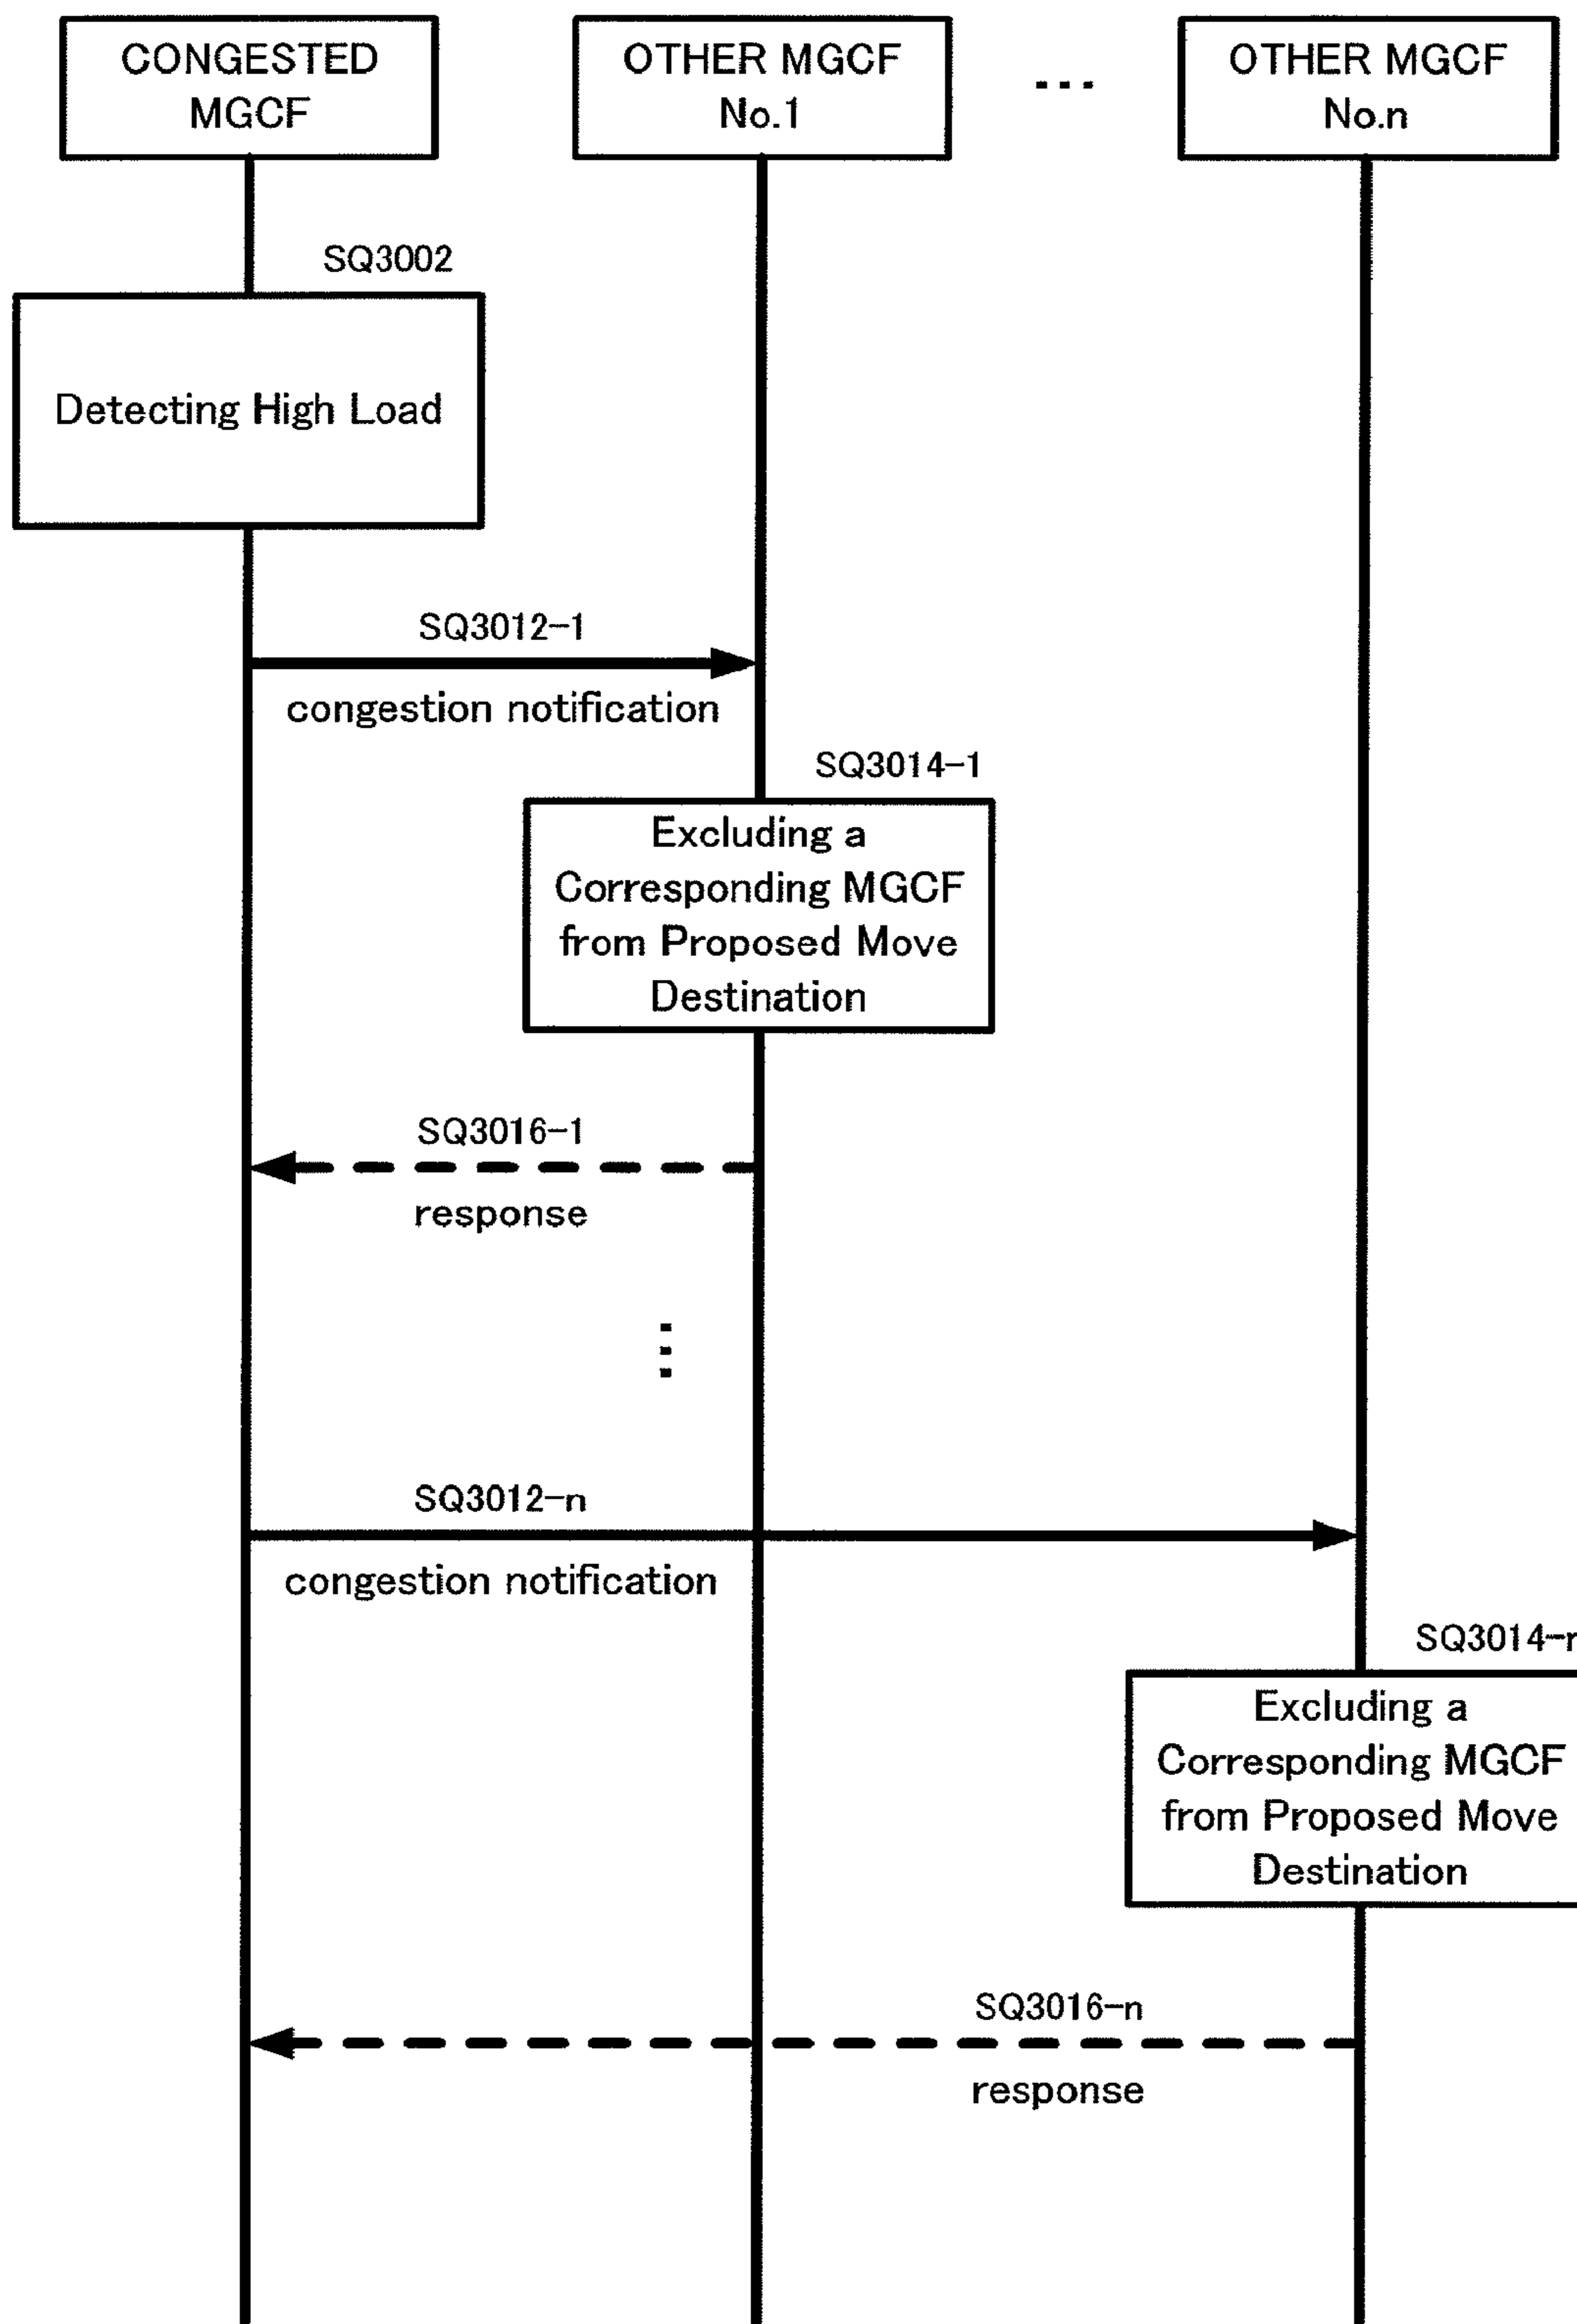 CONGESTED
MGCF
OTHER MGCF
No.1
...
OTHER MGCF
No.n
SQ3002
Detecting High Load
SQ3012-1
congestion notification
SQ3014-1
Excluding a
Corresponding MGCF
from Proposed Move
Destination
SQ3016-1
response
SQ3012-n
congestion notification
SQ3014-n
Excluding a
Corresponding MGCF
from Proposed Move
Destination
SQ3016-n
response